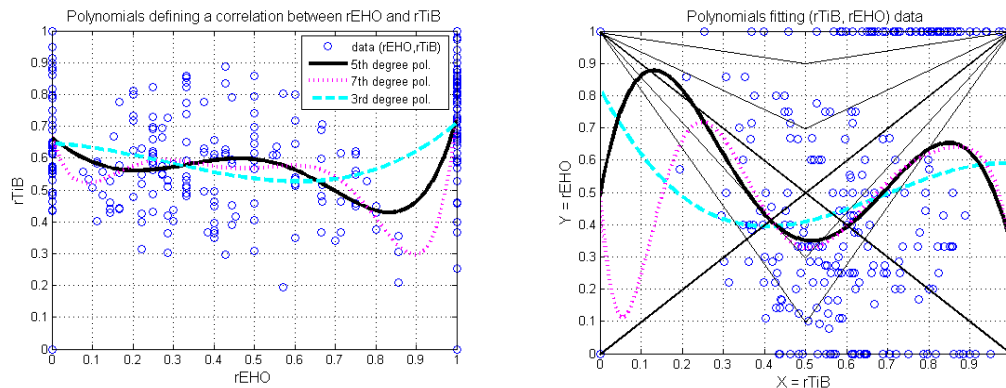 Polynomials defining a correlation between rEHO and rTiB
1
0.9
0.8
0.7
0.6
0.5
0.4
0.3
0.2
0.1
0
rTiB
data (rEHO,rTiB)
5th degree pol.
7th degree pol.
3rd degree pol.
0 0.1 0.2 0.3 0.4 0.5 0.6 0.7 0.8 0.9 1
rEHO
Polynomials fitting (rTiB, rEHO) data
1
0.9
0.8
0.7
0.6
0.5
0.4
0.3
0.2
0.1
0
Y = rEHO
0 0.1 0.2 0.3 0.4 0.5 0.6 0.7 0.8 0.9
X = rTiB